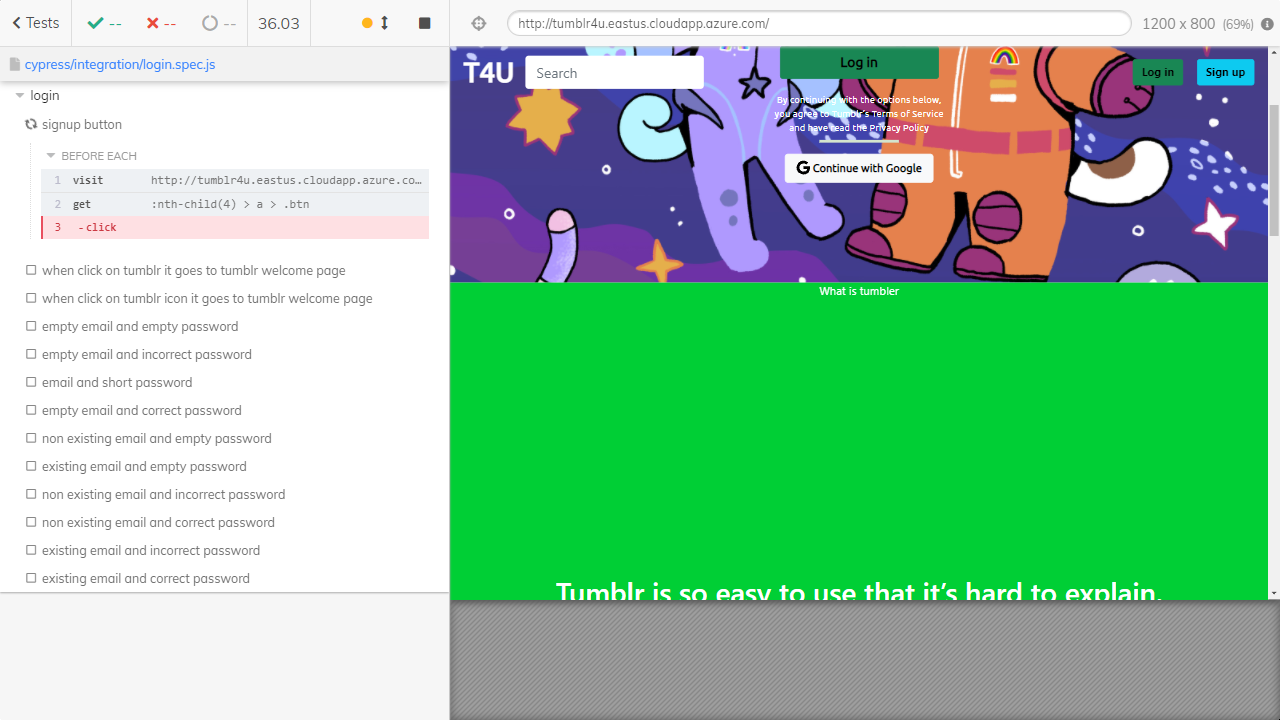 Tests
--
--
--
36.03
http://tumblr4u.eastus.cloudapp.azure.com/
1200 x 800 (69%)
cypress/integration/login.spec.js
login
signup button
BEFORE EACH
1 visit http://tumblr4u.eastus.cloudapp.azure.co…
2 get :nth-child(4) > a > .btn
3 -click
when click on tumblr it goes to tumblr welcome page
when click on tumblr icon it goes to tumblr welcome page
empty email and empty password
empty email and incorrect password
email and short password
empty email and correct password
non existing email and empty password
existing email and empty password
non existing email and incorrect password
non existing email and correct password
existing email and incorrect password
existing email and correct password
T4U
Search
Log in
Log in
Sign up
By continuing with the options below,
you agree to Tumblr's Terms of Service
and have read the Privacy Policy
Continue with Google
What is tumbler
Tumblr is so easy to use that it's hard to explain.